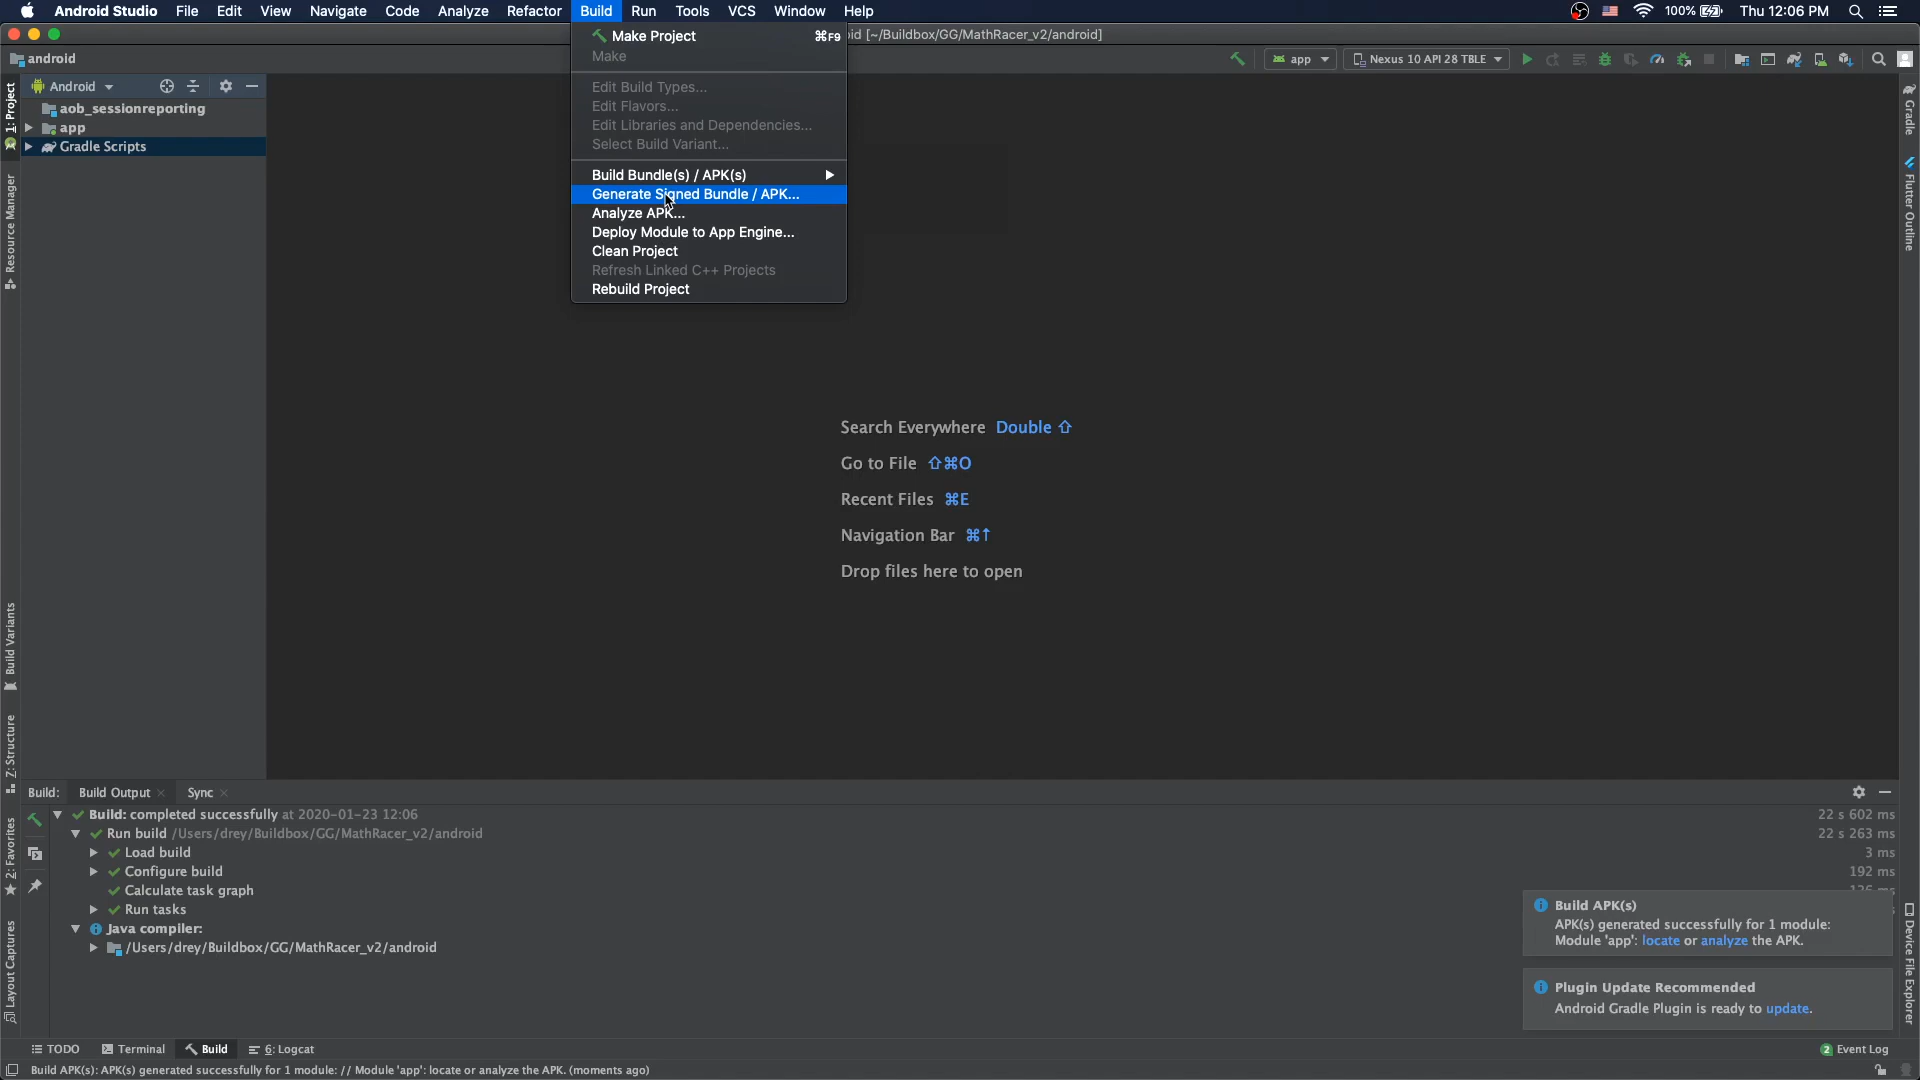 Android Studio File Edit View Navigate Code Analyze Refactor Build Run Tools VCS Window Help 100% Thu 12:06 PM
id [~/Buildbox/GG/MathRacer_v2/android]
android
app
Nexus 10 API 28 TBLE
Android
aob_sessionreporting
app
Gradle Scripts
Make Project ⌘F9
Make
Edit Build Types...
Edit Flavors...
Edit Libraries and Dependencies...
Select Build Variant...
Build Bundle(s) / APK(s)
Generate Signed Bundle / APK...
Analyze APK...
Deploy Module to App Engine...
Clean Project
Refresh Linked C++ Projects
Rebuild Project
1: Project
Resource Manager
Build Variants
Z: Structure
2: Favorites
Layout Captures
Gradle
Flutter Outline
Device File Explorer
Search Everywhere Double ⇧
Go to File ⇧⌘O
Recent Files ⌘E
Navigation Bar ⌘↑
Drop files here to open
Build: Build Output Sync
Build: completed successfully at 2020-01-23 12:06 22 s 602 ms
Run build /Users/drey/Buildbox/GG/MathRacer_v2/android 22 s 263 ms
Load build 3 ms
Configure build 192 ms
Calculate task graph
Run tasks
Java compiler:
/Users/drey/Buildbox/GG/MathRacer_v2/android
Build APK(s)
APK(s) generated successfully for 1 module:
Module 'app': locate or analyze the APK.
Plugin Update Recommended
Android Gradle Plugin is ready to update.
TODO Terminal Build 6: Logcat 2 Event Log
Build APK(s): APK(s) generated successfully for 1 module: // Module 'app': locate or analyze the APK. (moments ago)